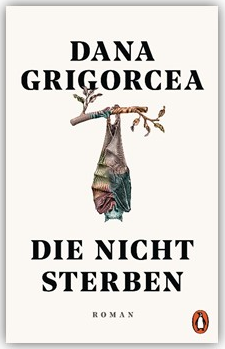 DANA
GRIGORCEA
DIE NICHT
STERBEN
ROMAN